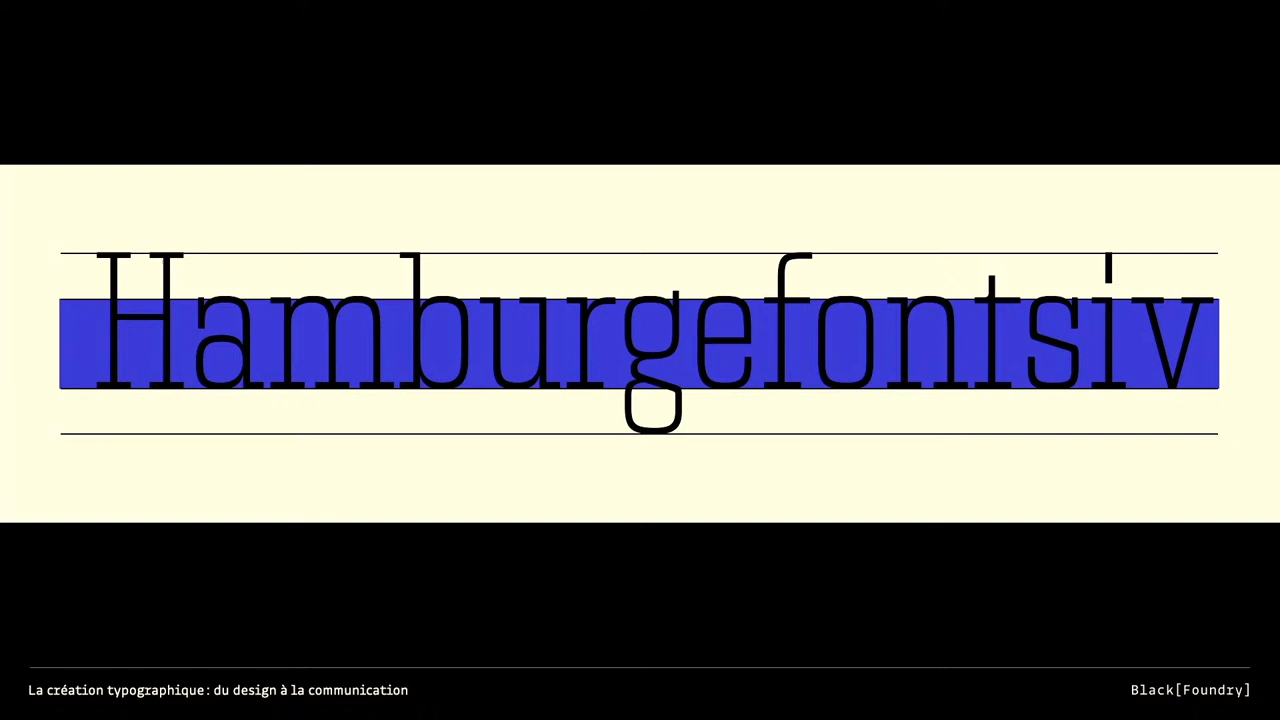 Hamburgefontsiv
La création typographique : du design à la communication
Black[Foundry]